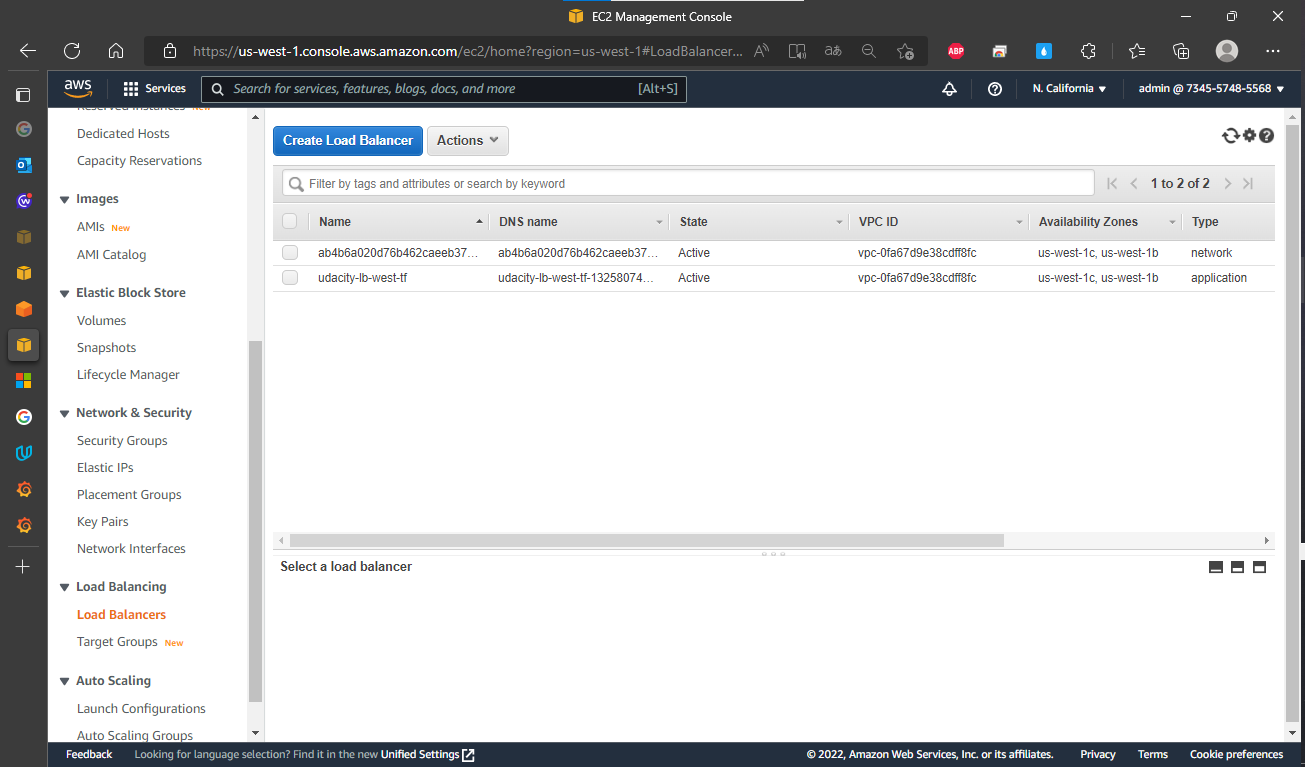 EC2 Management Console
https://us-west-1.console.aws.amazon.com/ec2/home?region=us-west-1#LoadBalancer... A aあ ABP
aws Services Search for services, features, blogs, docs, and more [Alt+S] N. California admin @ 7345-5748-5568
Reserved Instances New
Dedicated Hosts
Capacity Reservations
Images
AMIs New
AMI Catalog
Elastic Block Store
Volumes
Snapshots
Lifecycle Manager
Network & Security
Security Groups
Elastic IPs
Placement Groups
Key Pairs
Network Interfaces
Load Balancing
Load Balancers
Target Groups New
Auto Scaling
Launch Configurations
Auto Scaling Groups
Create Load Balancer Actions
Filter by tags and attributes or search by keyword 1 to 2 of 2
Name DNS name State VPC ID Availability Zones Type
ab4b6a020d76b462caeeb37... ab4b6a020d76b462caeeb37... Active vpc-0fa67d9e38cdff8fc us-west-1c, us-west-1b network
udacity-lb-west-tf udacity-lb-west-tf-13258074... Active vpc-0fa67d9e38cdff8fc us-west-1c, us-west-1b application
Select a load balancer
Feedback Looking for language selection? Find it in the new Unified Settings © 2022, Amazon Web Services, Inc. or its affiliates. Privacy Terms Cookie preferences